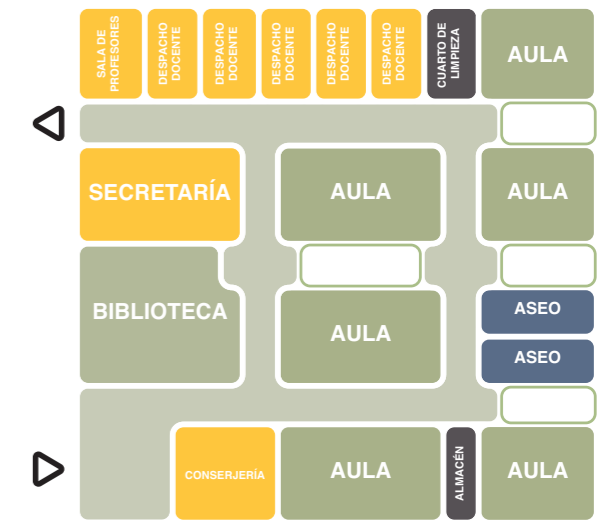 SALA DE
PROFESORES
DESPACHO
DOCENTE
DESPACHO
DOCENTE
DESPACHO
DOCENTE
DESPACHO
DOCENTE
DESPACHO
DOCENTE
CUARTO DE
LIMPIEZA
AULA
SECRETARÍA
AULA
AULA
BIBLIOTECA
AULA
ASEO
ASEO
CONSERJERÍA
AULA
ALMACÉN
AULA